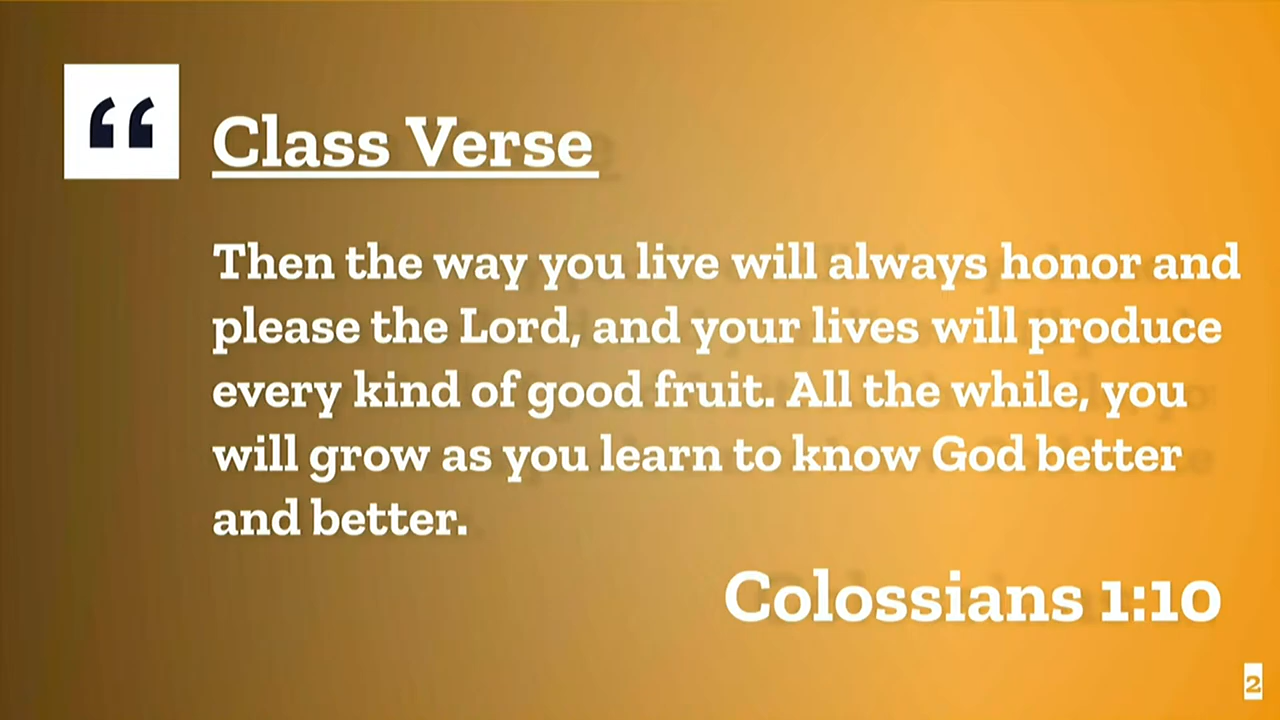 “
Class Verse
Then the way you live will always honor and
please the Lord, and your lives will produce
every kind of good fruit. All the while, you
will grow as you learn to know God better
and better.
Colossians 1:10
2